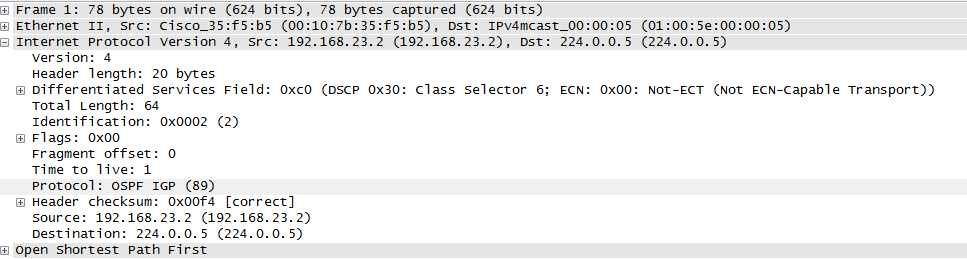 Frame 1: 78 bytes on wire (624 bits), 78 bytes captured (624 bits)
Ethernet II, Src: Cisco_35:f5:b5 (00:10:7b:35:f5:b5), Dst: IPv4mcast_00:00:05 (01:00:5e:00:00:05)
Internet Protocol Version 4, Src: 192.168.23.2 (192.168.23.2), Dst: 224.0.0.5 (224.0.0.5)
Version: 4
Header length: 20 bytes
Differentiated Services Field: 0xc0 (DSCP 0x30: Class Selector 6; ECN: 0x00: Not-ECT (Not ECN-Capable Transport))
Total Length: 64
Identification: 0x0002 (2)
Flags: 0x00
Fragment offset: 0
Time to live: 1
Protocol: OSPF IGP (89)
Header checksum: 0x00f4 [correct]
Source: 192.168.23.2 (192.168.23.2)
Destination: 224.0.0.5 (224.0.0.5)
Open Shortest Path First